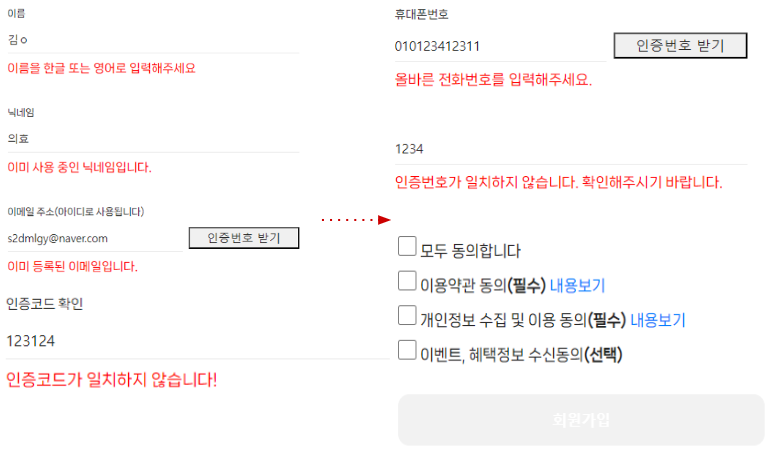 이름
김ㅇ
이름을 한글 또는 영어로 입력해주세요
닉네임
의효
이미 사용 중인 닉네임입니다.
이메일 주소(아이디로 사용됩니다)
s2dmlgy@naver.com
인증번호 받기
이미 등록된 이메일입니다.
인증코드 확인
123124
인증코드가 일치하지 않습니다!
휴대폰번호
010123412311
인증번호 받기
올바른 전화번호를 입력해주세요.
1234
인증번호가 일치하지 않습니다. 확인해주시기 바랍니다.
모두 동의합니다
이용약관 동의(필수) 내용보기
개인정보 수집 및 이용 동의(필수) 내용보기
이벤트, 혜택정보 수신동의(선택)
회원가입